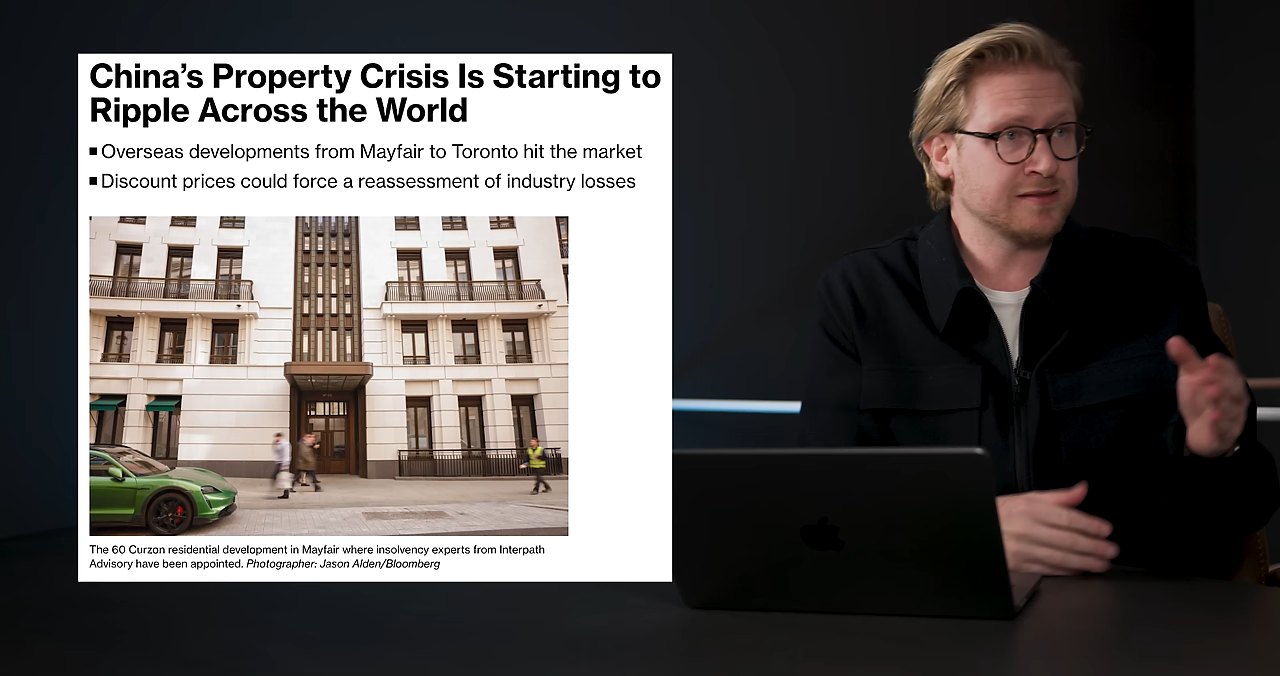 China’s Property Crisis Is Starting to
Ripple Across the World
Overseas developments from Mayfair to Toronto hit the market
Discount prices could force a reassessment of industry losses
The 60 Curzon residential development in Mayfair where insolvency experts from Interpath
Advisory have been appointed. Photographer: Jason Alden/Bloomberg